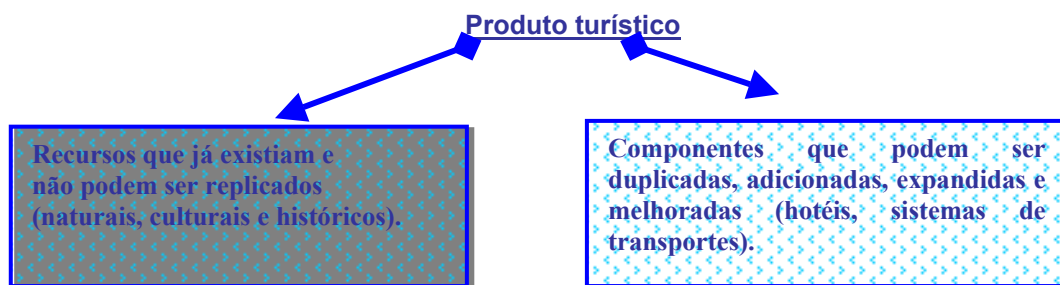 Produto turístico
Recursos que já existiam e
não podem ser replicados
(naturais, culturais e históricos).
Componentes que podem ser
duplicadas, adicionadas, expandidas e
melhoradas (hotéis, sistemas de
transportes).